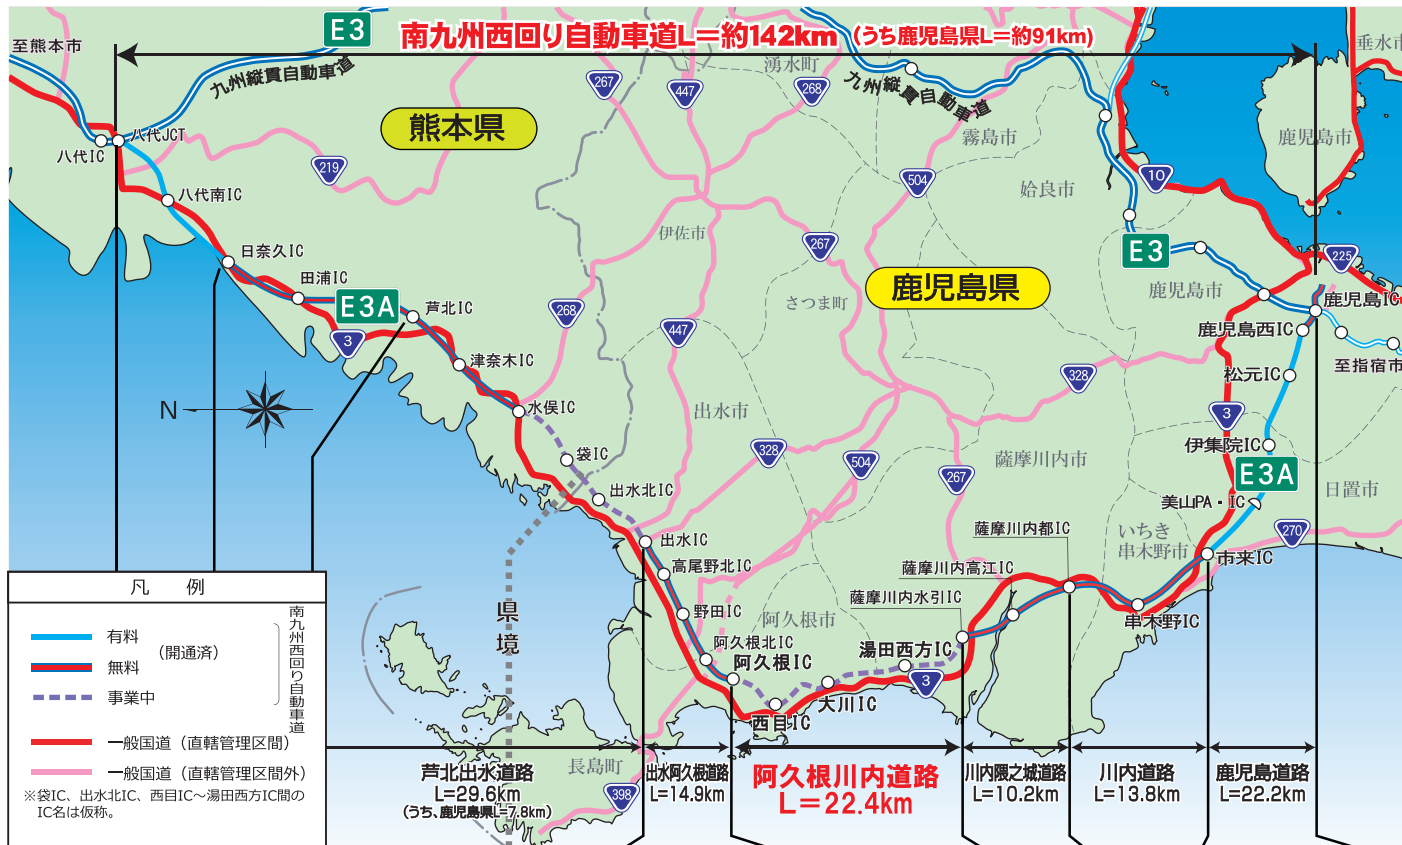 南九州西回り自動車道L=約142km（うち鹿児島県L=約91km）
至熊本市
E3
九州縦貫自動車道
湧水町
九州縦貫自動車道
垂水市
267
447
268
熊本県
八代JCT
八代IC
219
霧島市
鹿児島市
504
10
姶良市
八代南IC
伊佐市
日奈久IC
267
E3
225
田浦IC
鹿児島県
鹿児島市
E3A
さつま町
鹿児島IC
芦北IC
268
447
鹿児島西IC
3
津奈木IC
至指宿市
松元IC
328
N
水俣IC
出水市
3
伊集院IC
328
袋IC
504
薩摩川内市
267
E3A
日置市
出水北IC
美山PA・IC
薩摩川内都IC
いちき
串木野市
270
出水IC
市来IC
高尾野北IC
薩摩川内高江IC
薩摩川内水引IC
野田IC
阿久根市
串木野IC
県境
阿久根北IC
阿久根IC
湯田西方IC
3
大川IC
西目IC
凡　例
有料
無料
（開通済）
事業中
南九州西回り自動車道
一般国道（直轄管理区間）
一般国道（直轄管理区間外）
※袋IC、出水北IC、西目IC～湯田西方IC間の
IC名は仮称。
長島町
398
芦北出水道路
L=29.6km
（うち、鹿児島県L=7.8km）
出水阿久根道路
L=14.9km
阿久根川内道路
L=22.4km
川内隈之城道路
L=10.2km
川内道路
L=13.8km
鹿児島道路
L=22.2km